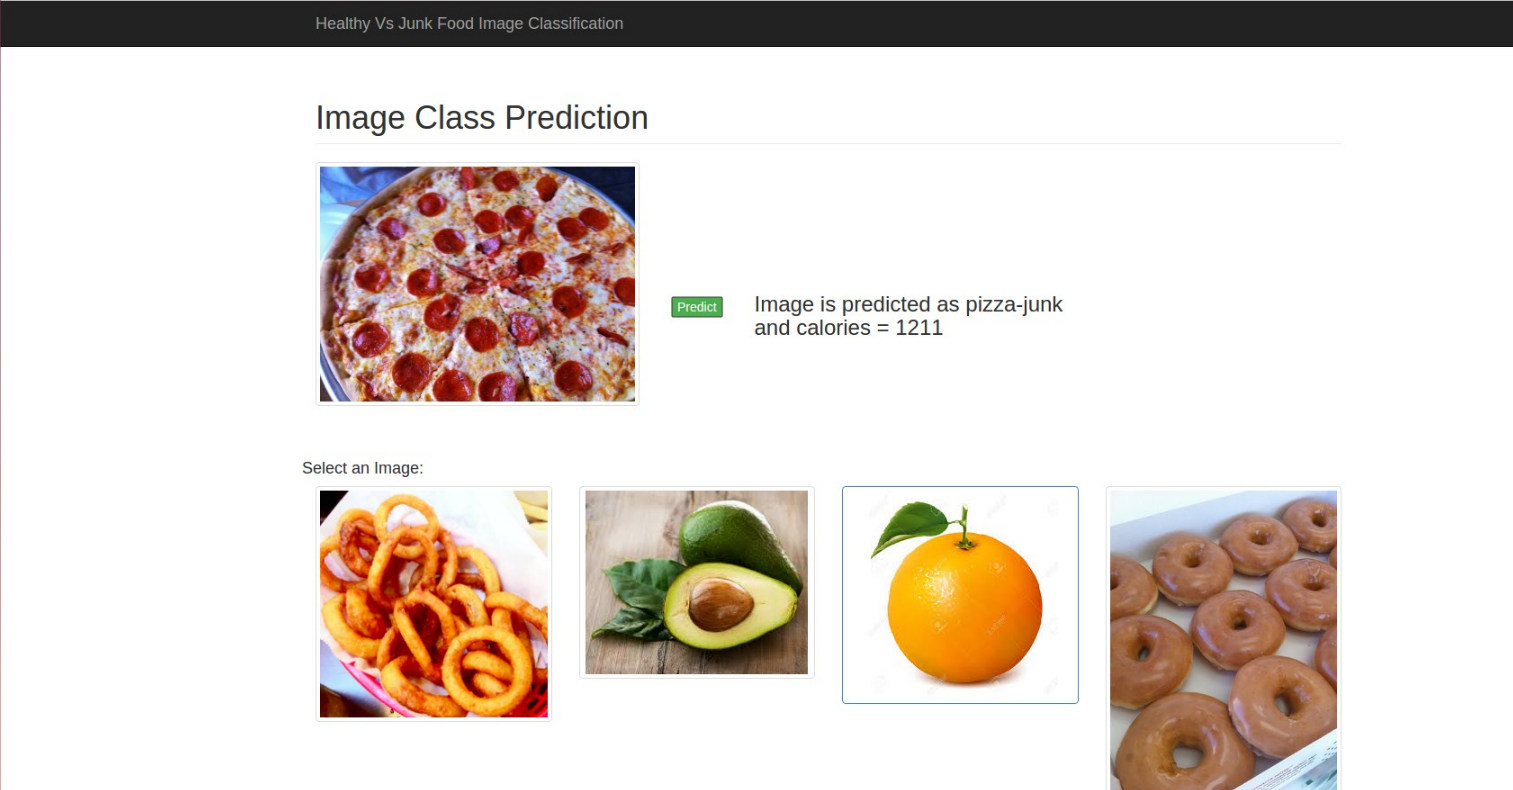 Healthy Vs Junk Food Image Classification
Image Class Prediction
Predict
Image is predicted as pizza-junk
and calories = 1211
Select an Image: